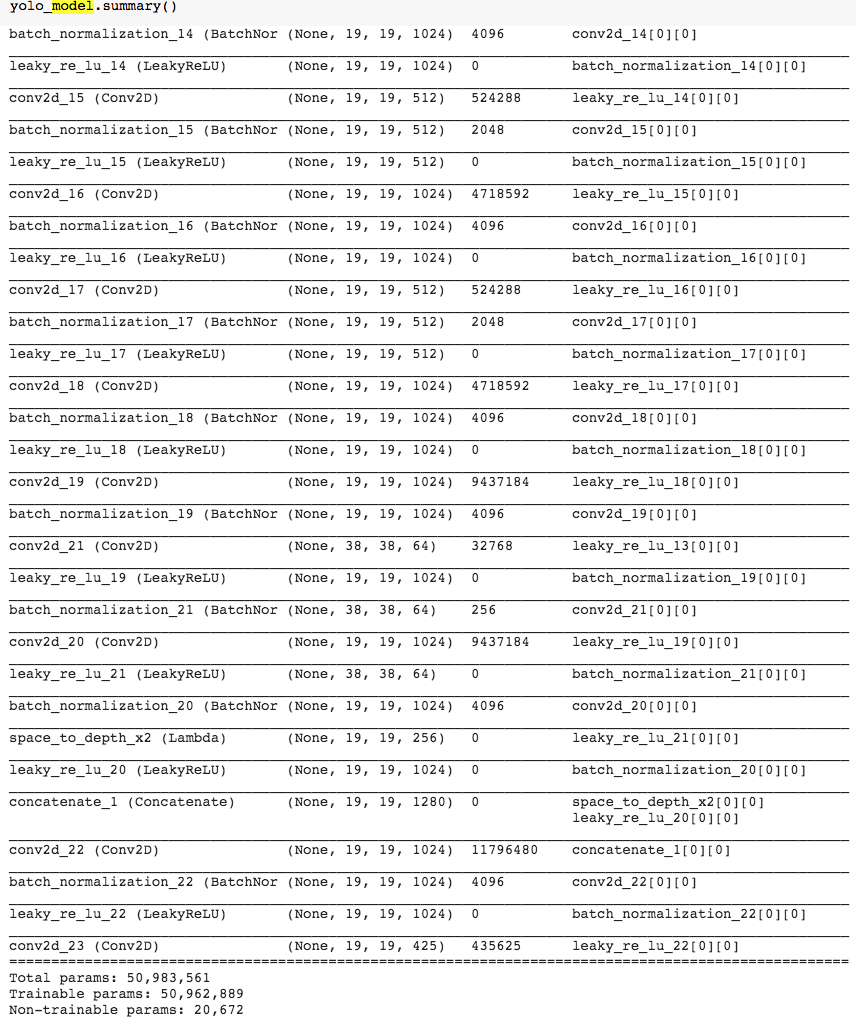 yolo_model.summary()
batch_normalization_14 (BatchNor (None, 19, 19, 1024) 4096 conv2d_14[0][0]
leaky_re_lu_14 (LeakyReLU) (None, 19, 19, 1024) 0 batch_normalization_14[0][0]
conv2d_15 (Conv2D) (None, 19, 19, 512) 524288 leaky_re_lu_14[0][0]
batch_normalization_15 (BatchNor (None, 19, 19, 512) 2048 conv2d_15[0][0]
leaky_re_lu_15 (LeakyReLU) (None, 19, 19, 512) 0 batch_normalization_15[0][0]
conv2d_16 (Conv2D) (None, 19, 19, 1024) 4718592 leaky_re_lu_15[0][0]
batch_normalization_16 (BatchNor (None, 19, 19, 1024) 4096 conv2d_16[0][0]
leaky_re_lu_16 (LeakyReLU) (None, 19, 19, 1024) 0 batch_normalization_16[0][0]
conv2d_17 (Conv2D) (None, 19, 19, 512) 524288 leaky_re_lu_16[0][0]
batch_normalization_17 (BatchNor (None, 19, 19, 512) 2048 conv2d_17[0][0]
leaky_re_lu_17 (LeakyReLU) (None, 19, 19, 512) 0 batch_normalization_17[0][0]
conv2d_18 (Conv2D) (None, 19, 19, 1024) 4718592 leaky_re_lu_17[0][0]
batch_normalization_18 (BatchNor (None, 19, 19, 1024) 4096 conv2d_18[0][0]
leaky_re_lu_18 (LeakyReLU) (None, 19, 19, 1024) 0 batch_normalization_18[0][0]
conv2d_19 (Conv2D) (None, 19, 19, 1024) 9437184 leaky_re_lu_18[0][0]
batch_normalization_19 (BatchNor (None, 19, 19, 1024) 4096 conv2d_19[0][0]
conv2d_21 (Conv2D) (None, 38, 38, 64) 32768 leaky_re_lu_13[0][0]
leaky_re_lu_19 (LeakyReLU) (None, 19, 19, 1024) 0 batch_normalization_19[0][0]
batch_normalization_21 (BatchNor (None, 38, 38, 64) 256 conv2d_21[0][0]
conv2d_20 (Conv2D) (None, 19, 19, 1024) 9437184 leaky_re_lu_19[0][0]
leaky_re_lu_21 (LeakyReLU) (None, 38, 38, 64) 0 batch_normalization_21[0][0]
batch_normalization_20 (BatchNor (None, 19, 19, 1024) 4096 conv2d_20[0][0]
space_to_depth_x2 (Lambda) (None, 19, 19, 256) 0 leaky_re_lu_21[0][0]
leaky_re_lu_20 (LeakyReLU) (None, 19, 19, 1024) 0 batch_normalization_20[0][0]
concatenate_1 (Concatenate) (None, 19, 19, 1280) 0 space_to_depth_x2[0][0]
leaky_re_lu_20[0][0]
conv2d_22 (Conv2D) (None, 19, 19, 1024) 11796480 concatenate_1[0][0]
batch_normalization_22 (BatchNor (None, 19, 19, 1024) 4096 conv2d_22[0][0]
leaky_re_lu_22 (LeakyReLU) (None, 19, 19, 1024) 0 batch_normalization_22[0][0]
conv2d_23 (Conv2D) (None, 19, 19, 425) 435625 leaky_re_lu_22[0][0]
Total params: 50,983,561
Trainable params: 50,962,889
Non-trainable params: 20,672